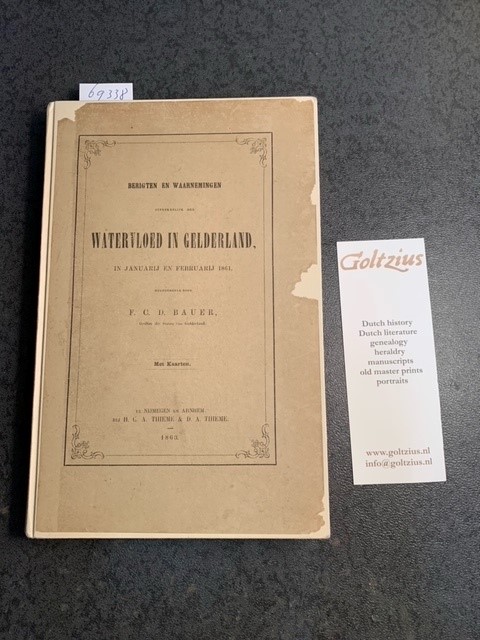 69338
BERIGTEN EN WAARNEMINGEN
WATERVLOED IN GELDERLAND,
IN JANUARIJ EN FEBRUARIJ 1861.
F. C. D. BAUER,
Met Kaarten.
TE NIJMEGEN EN ARNHEM
BIJ H. C. A. THIEME & D. A. THIEME.
1863.
Goltzius
Dutch history
Dutch literature
genealogy
heraldry
manuscripts
old master prints
portraits
www.goltzius.nl
info@goltzius.nl